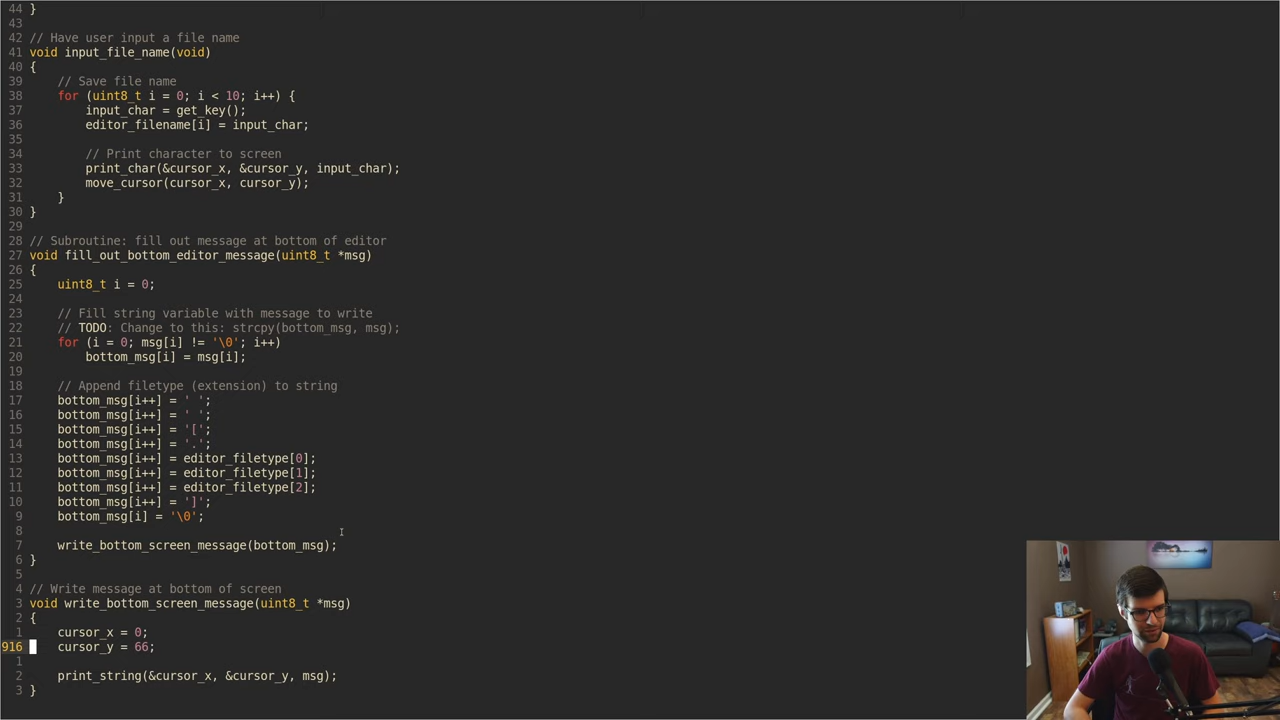 44 }
43
42 // Have user input a file name
41 void input_file_name(void)
40 {
39     // Save file name
38     for (uint8_t i = 0; i < 10; i++) {
37         input_char = get_key();
36         editor_filename[i] = input_char;
35
34         // Print character to screen
33         print_char(&cursor_x, &cursor_y, input_char);
32         move_cursor(cursor_x, cursor_y);
31     }
30 }
29
28 // Subroutine: fill out message at bottom of editor
27 void fill_out_bottom_editor_message(uint8_t *msg)
26 {
25     uint8_t i = 0;
24
23     // Fill string variable with message to write
22     // TODO: Change to this: strcpy(bottom_msg, msg);
21     for (i = 0; msg[i] != '\0'; i++)
20         bottom_msg[i] = msg[i];
19
18     // Append filetype (extension) to string
17     bottom_msg[i++] = ' ';
16     bottom_msg[i++] = ' ';
15     bottom_msg[i++] = '[';
14     bottom_msg[i++] = '.';
13     bottom_msg[i++] = editor_filetype[0];
12     bottom_msg[i++] = editor_filetype[1];
11     bottom_msg[i++] = editor_filetype[2];
10     bottom_msg[i++] = ']';
9     bottom_msg[i] = '\0';
8
7     write_bottom_screen_message(bottom_msg);
6 }
5
4 // Write message at bottom of screen
3 void write_bottom_screen_message(uint8_t *msg)
2 {
1     cursor_x = 0;
916     cursor_y = 66;
1
2     print_string(&cursor_x, &cursor_y, msg);
3 }